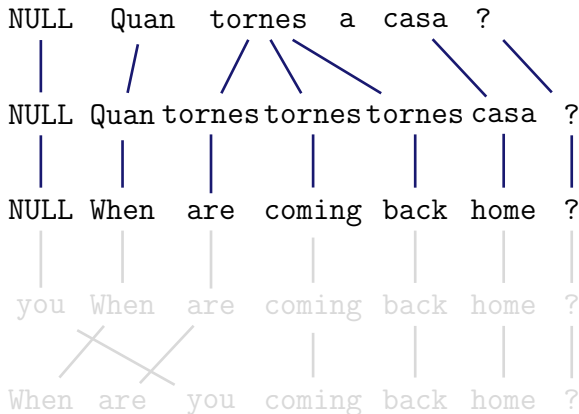 NULL Quan tornes a casa ?
NULL Quan tornes tornes tornes casa ?
NULL When are coming back home ?
you When are coming back home ?
When are you coming back home ?